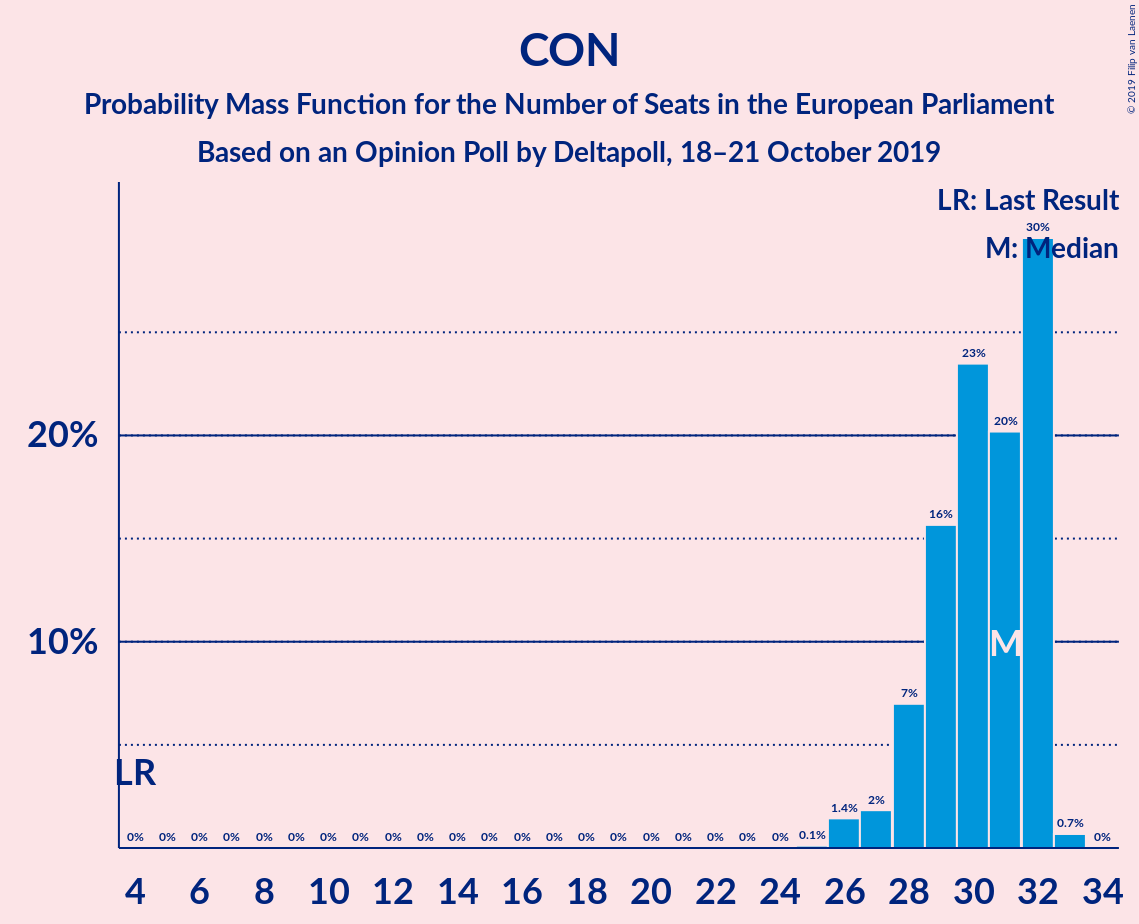 CON
Probability Mass Function for the Number of Seats in the European Parliament
Based on an Opinion Poll by Deltapoll, 18–21 October 2019
© 2019 Filip van Laenen
LR: Last Result
M: Median
30%
23%
20%
20%
16%
10%
M
7%
LR
0% 0% 0% 0% 0% 0% 0% 0% 0% 0% 0% 0% 0% 0% 0% 0% 0% 0% 0% 0% 0% 0.1% 1.4% 2% 0.7% 0%
4 6 8 10 12 14 16 18 20 22 24 26 28 30 32 34